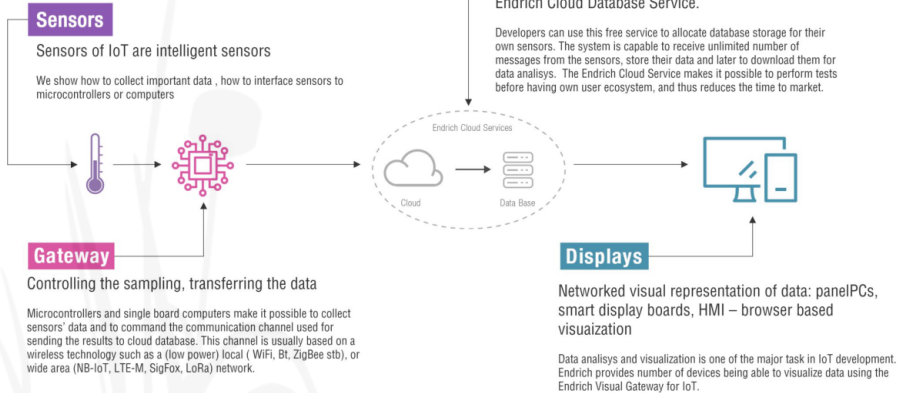 Sensors
Sensors of IoT are intelligent sensors
We show how to collect important data , how to interface sensors to
microcontrollers or computers
Endrich Cloud Database Service.
Developers can use this free service to allocate database storage for their
own sensors. The system is capable to receive unlimited number of
messages from the sensors, store their data and later to download them for
data analisys. The Endrich Cloud Service makes it possible to perform tests
before having own user ecosystem, and thus reduces the time to market.
Endrich Cloud Services
Cloud
Data Base
Gateway
Controlling the sampling, transferring the data
Microcontrollers and single board computers make it possible to collect
sensors' data and to command the communication channel used for
sending the results to cloud database. This channel is usually based on a
wireless technology such as a (low power) local ( WiFi, Bt, ZigBee stb), or
wide area (NB-IoT, LTE-M, SigFox, LoRa) network.
Displays
Networked visual representation of data: panelPCs,
smart display boards, HMI – browser based
visuaization
Data analisys and visualization is one of the major task in IoT development.
Endrich provides number of devices being able to visualize data using the
Endrich Visual Gateway for IoT.